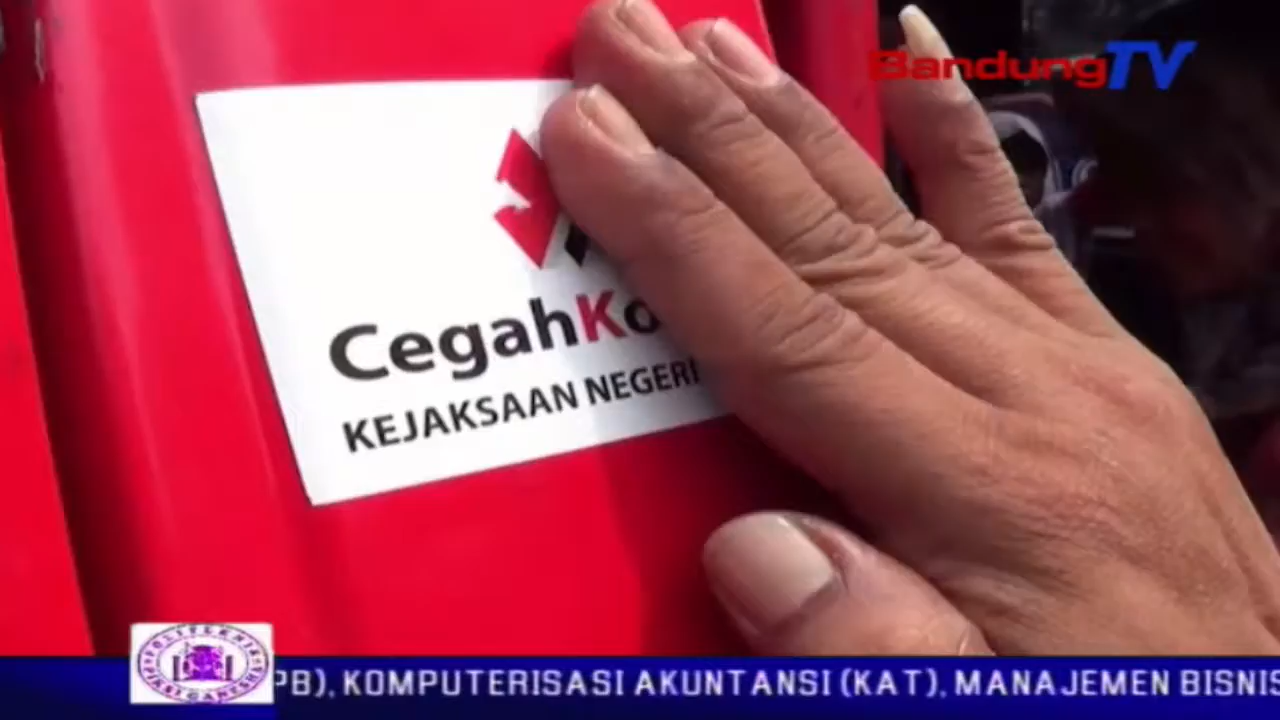 BandungTV
CegahKo
KEJAKSAAN NEGERI
PB), KOMPUTERISASI AKUNTANSI (KAT), MANAJEMEN BISNIS